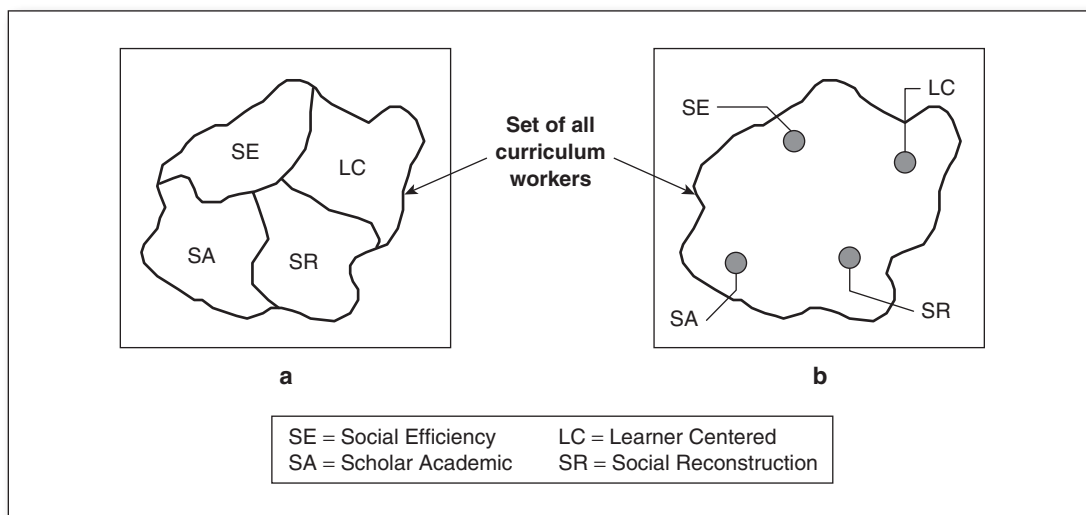 SE
LC
SA
SR
a
Set of all
curriculum
workers
SE
LC
SA
SR
b
SE = Social Efficiency
LC = Learner Centered
SA = Scholar Academic
SR = Social Reconstruction